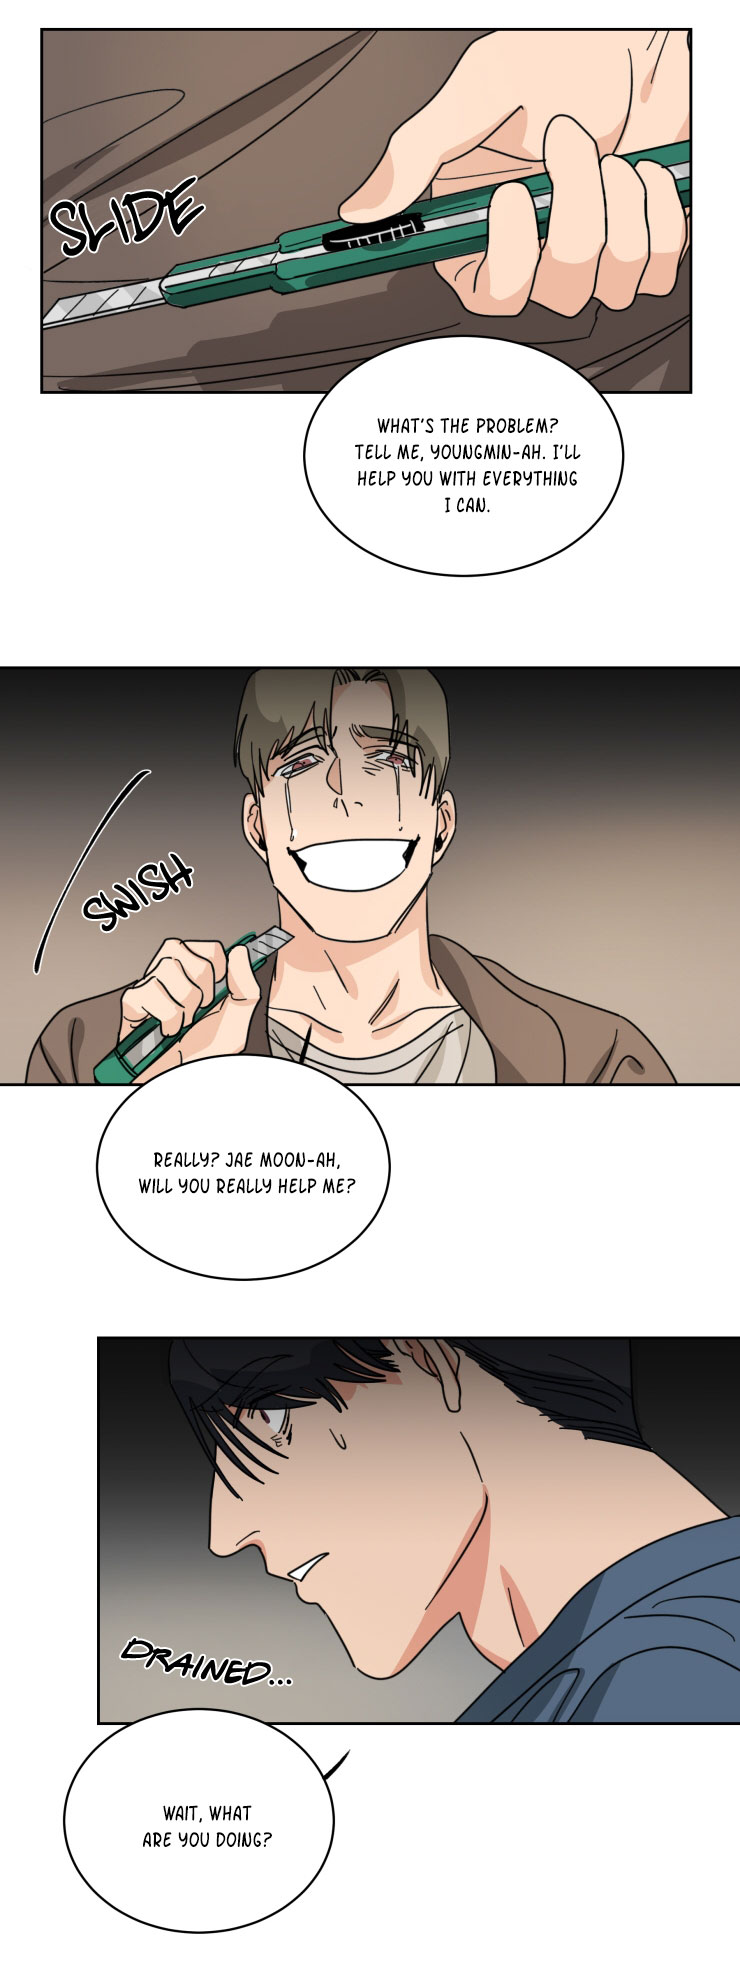 SLIDE
WHAT'S THE PROBLEM?
TELL ME, YOUNGMIN-AH. I'LL
HELP YOU WITH EVERYTHING
I CAN.
SWISH
REALLY? JAE MOON-AH,
WILL YOU REALLY HELP ME?
DRAINED...
WAIT, WHAT
ARE YOU DOING?